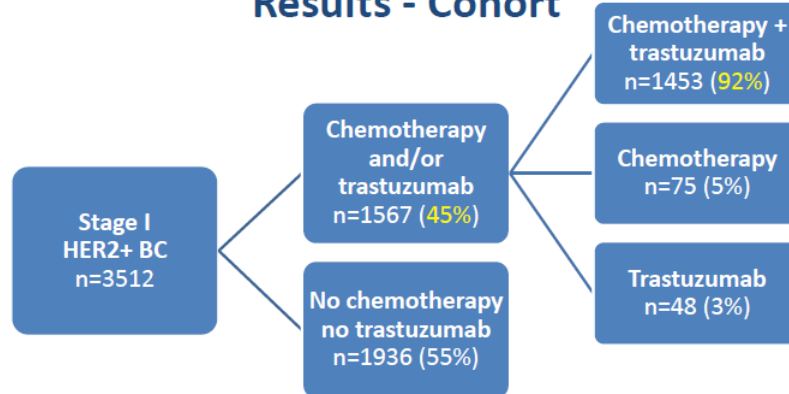 Results - Cohort
Stage I
HER2+ BC
n=3512
Chemotherapy
and/or
trastuzumab
n=1567 (45%)
No chemotherapy
no trastuzumab
n=1936 (55%)
Chemotherapy +
trastuzumab
n=1453 (92%)
Chemotherapy
n=75 (5%)
Trastuzumab
n=48 (3%)